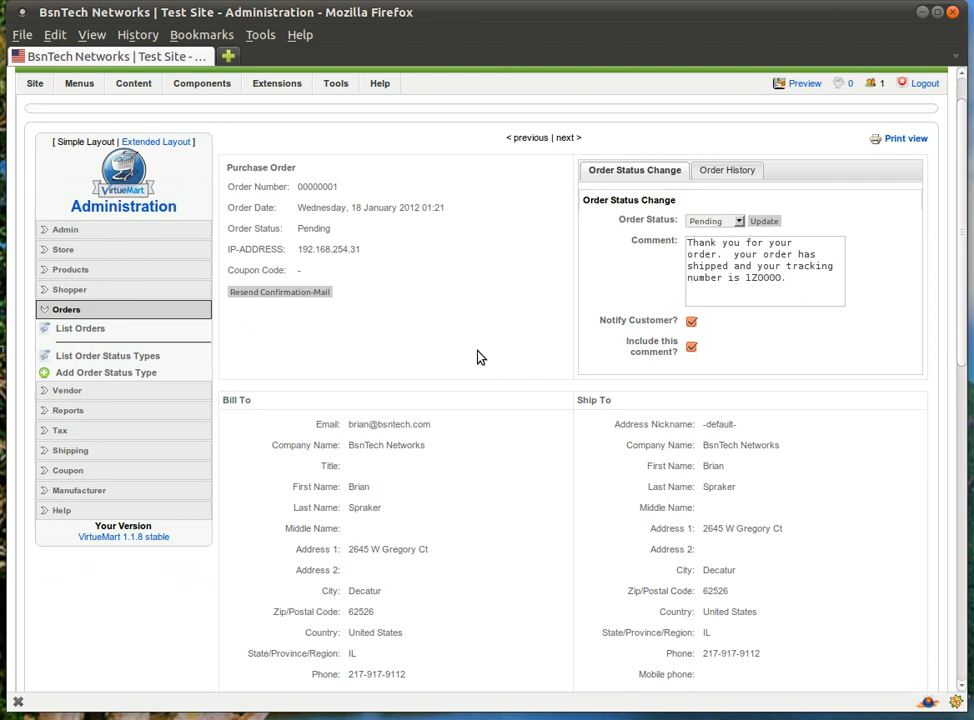 BsnTech Networks | Test Site - Administration - Mozilla Firefox
File Edit View History Bookmarks Tools Help
BsnTech Networks | Test Site - ...
Site Menus Content Components Extensions Tools Help Preview 0 1 Logout
[ Simple Layout | Extended Layout ]
VirtueMart
Administration
Admin
Store
Products
Shopper
Orders
List Orders
List Order Status Types
Add Order Status Type
Vendor
Reports
Tax
Shipping
Coupon
Manufacturer
Help
Your Version
VirtueMart 1.1.8 stable
< previous | next >
Print view
Purchase Order
Order Number: 00000001
Order Date: Wednesday, 18 January 2012 01:21
Order Status: Pending
IP-ADDRESS: 192.168.254.31
Coupon Code: -
Resend Confirmation-Mail
Order Status Change Order History
Order Status Change
Order Status: Pending Update
Comment: Thank you for your
order.  your order has
shipped and your tracking
number is 1Z0000.
Notify Customer?
Include this
comment?
Bill To
Email: brian@bsntech.com
Company Name: BsnTech Networks
Title:
First Name: Brian
Last Name: Spraker
Middle Name:
Address 1: 2645 W Gregory Ct
Address 2:
City: Decatur
Zip/Postal Code: 62526
Country: United States
State/Province/Region: IL
Phone: 217-917-9112
Ship To
Address Nickname: -default-
Company Name: BsnTech Networks
First Name: Brian
Last Name: Spraker
Middle Name:
Address 1: 2645 W Gregory Ct
Address 2:
City: Decatur
Zip/Postal Code: 62526
Country: United States
State/Province/Region: IL
Phone: 217-917-9112
Mobile phone: